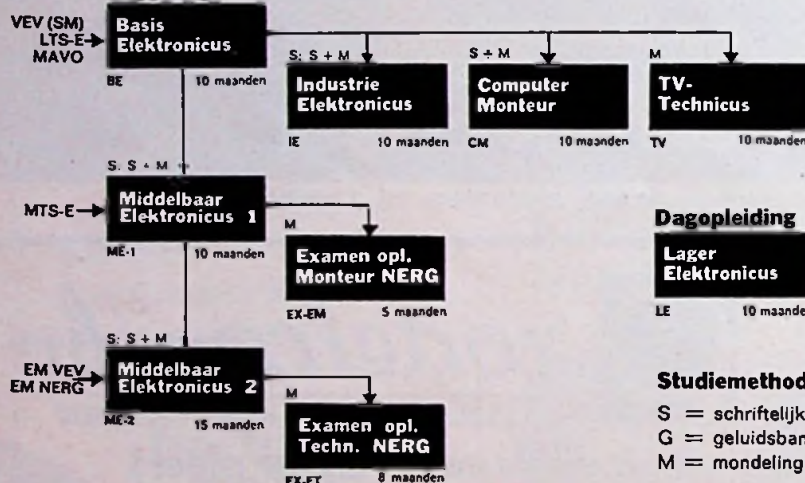 VEV (SM)
LTS-E
MAVO
Basis
Elektronicus
BE 10 maanden
S: S + M
Industrie
Elektronicus
IE 10 maanden
S + M
Computer
Monteur
CM 10 maanden
M
TV-
Technicus
TV 10 maanden
S: S + M
MTS-E
Middelbaar
Elektronicus 1
ME-1 10 maanden
M
Examen opl.
Monteur NERG
EX-EM 5 maanden
Dagopleiding
Lager
Elektronicus
LE 10 maande
S: S + M
EM VEV
EM NERG
Middelbaar
Elektronicus 2
ME-2 15 maanden
M
Examen opl.
Techn. NERG
EX-ET 8 maanden
Studiemethod
S = schriftelijk
G = geluidsban
M = mondeling